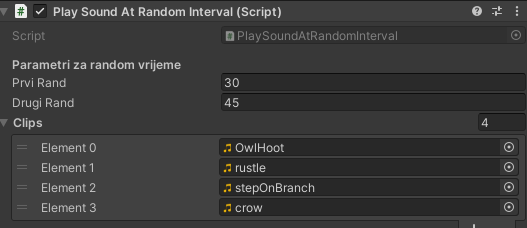 Play Sound At Random Interval (Script)
Script PlaySoundAtRandomInterval
Parametri za random vrijeme
Prvi Rand 30
Drugi Rand 45
Clips 4
Element 0 OwlHoot
Element 1 rustle
Element 2 stepOnBranch
Element 3 crow